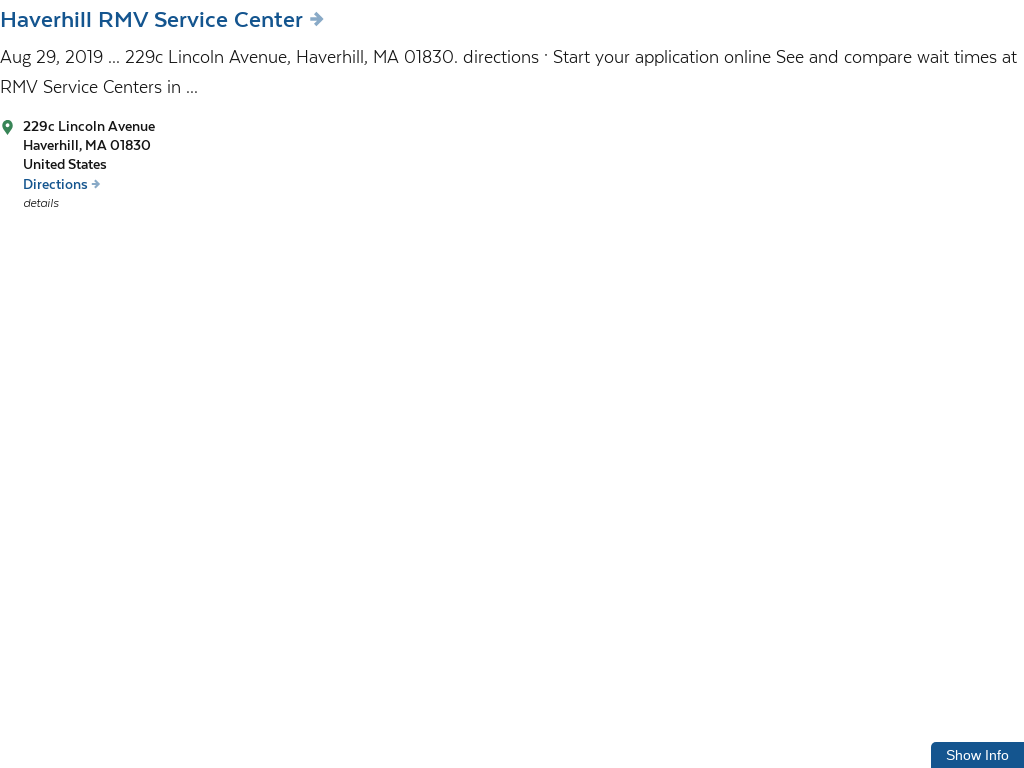 Haverhill RMV Service Center
Aug 29, 2019 ... 229c Lincoln Avenue, Haverhill, MA 01830. directions · Start your application online See and compare wait times at
RMV Service Centers in ...
229c Lincoln Avenue
Haverhill, MA 01830
United States
Directions
details
Show Info